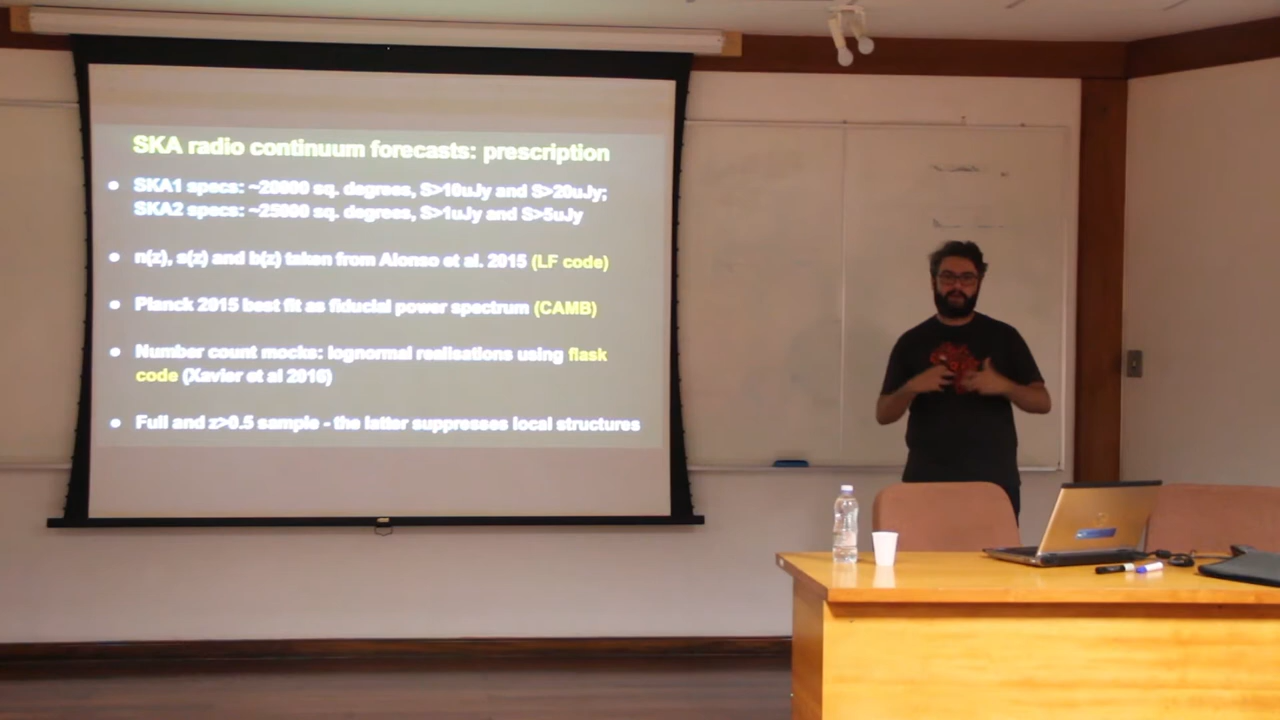 SKA radio continuum forecasts: prescription
● SKA1 specs: ~20000 sq. degrees, S>10uJy and S>20uJy;
SKA2 specs: ~25000 sq. degrees, S>1uJy and S>5uJy
● n(z), s(z) and b(z) taken from Alonso et al. 2015 (LF code)
● Planck 2015 best fit as fiducial power spectrum (CAMB)
● Number count mocks: lognormal realisations using flask
code (Xavier et al 2016)
● Full and z>0.5 sample - the latter suppresses local structures